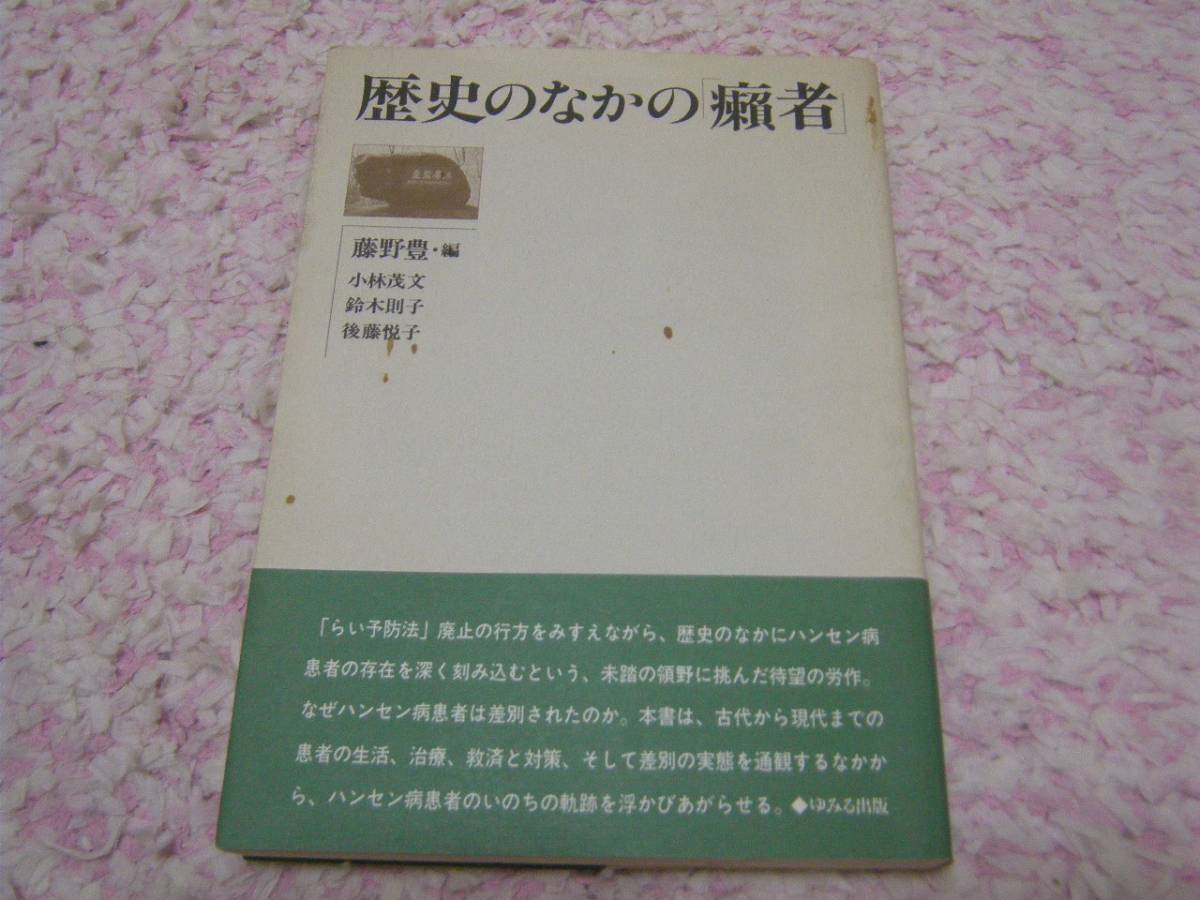 歴史のなかの「癩者」
藤野豊・編
小林茂文
鈴木則子
後藤悦子
「らい予防法」廃止の行方をみすえながら、歴史のなかにハンセン病
患者の存在を深く刻み込むという、未踏の領野に挑んだ待望の労作。
なぜハンセン病患者は差別されたのか。本書は、古代から現代までの
患者の生活、治療、救済と対策、そして差別の実態を通観するなかか
ら、ハンセン病患者のいのちの軌跡を浮かびあがらせる。◆ゆみる出版